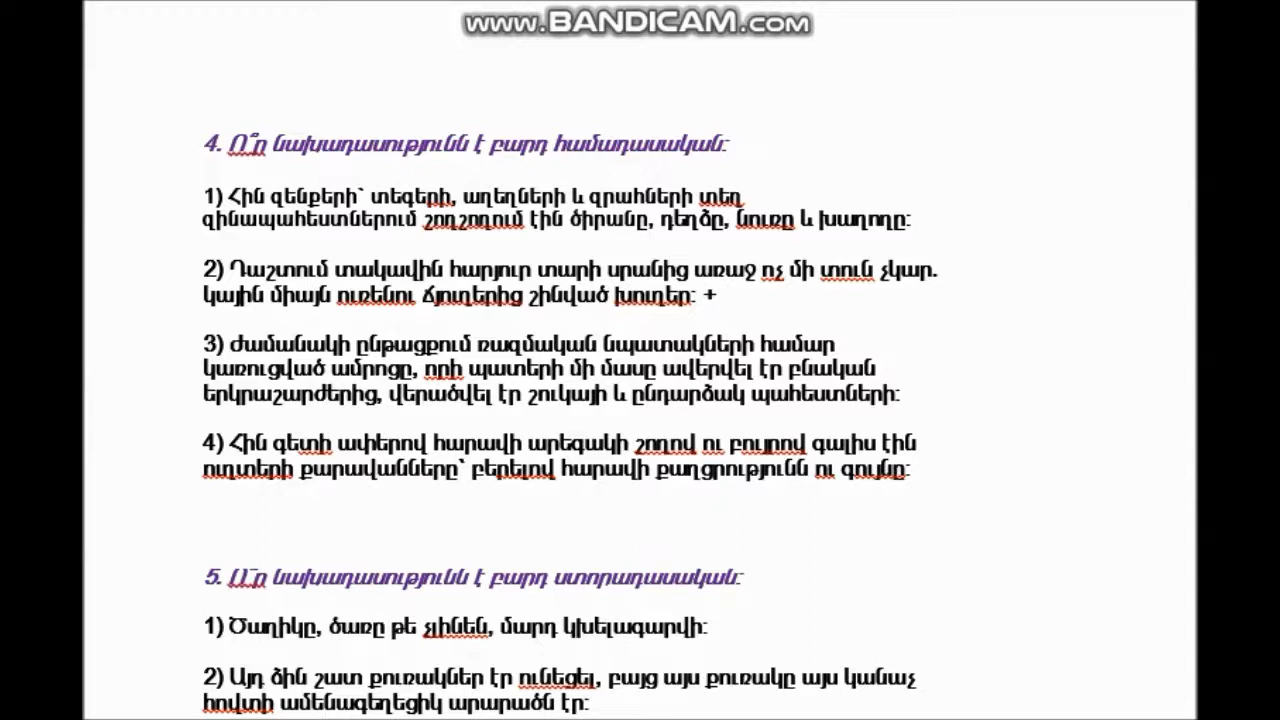 www.BANDICAM.com
4. Ո՞ր նախադասությունն է բարդ համադասական:
1) Հին զենքերի` տեգերի, աղեղների և զրահների տեղ
զինապահեստներում շողշողում էին ծիրանը, դեղձը, նուռը և խաղողը:
2) Դաշտում տակավին հարյուր տարի սրանից առաջ ոչ մի տուն չկար.
կային միայն ուռենու ճյուղերից շինված խուղեր: +
3) Ժամանակի ընթացքում ռազմական նպատակների համար
կառուցված ամրոցը, որի պատերի մի մասը ավերվել էր բնական
երկրաշարժերից, վերածվել էր շուկայի և ընդարձակ պահեստների:
4) Հին գետի ափերով հարավի արեգակի շողով ու բույրով գալիս էին
ուղտերի քարավանները` բերելով հարավի քաղցրությունն ու գույնը:
5. Ո՞ր նախադասությունն է բարդ ստորադասական:
1) Ծաղիկը, ծառը թե չլինեն, մարդ կխելագարվի:
2) Այդ ձին շատ քուռակներ էր ունեցել, բայց այս քուռակը այս կանաչ
հովտի ամենագեղեցիկ արարածն էր: